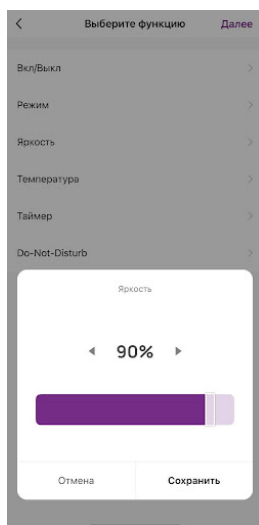 Выберите функцию Далее
Вкл/Выкл
Режим
Яркость
Температура
Таймер
Do-Not-Disturb
Яркость
90%
Отмена Сохранить